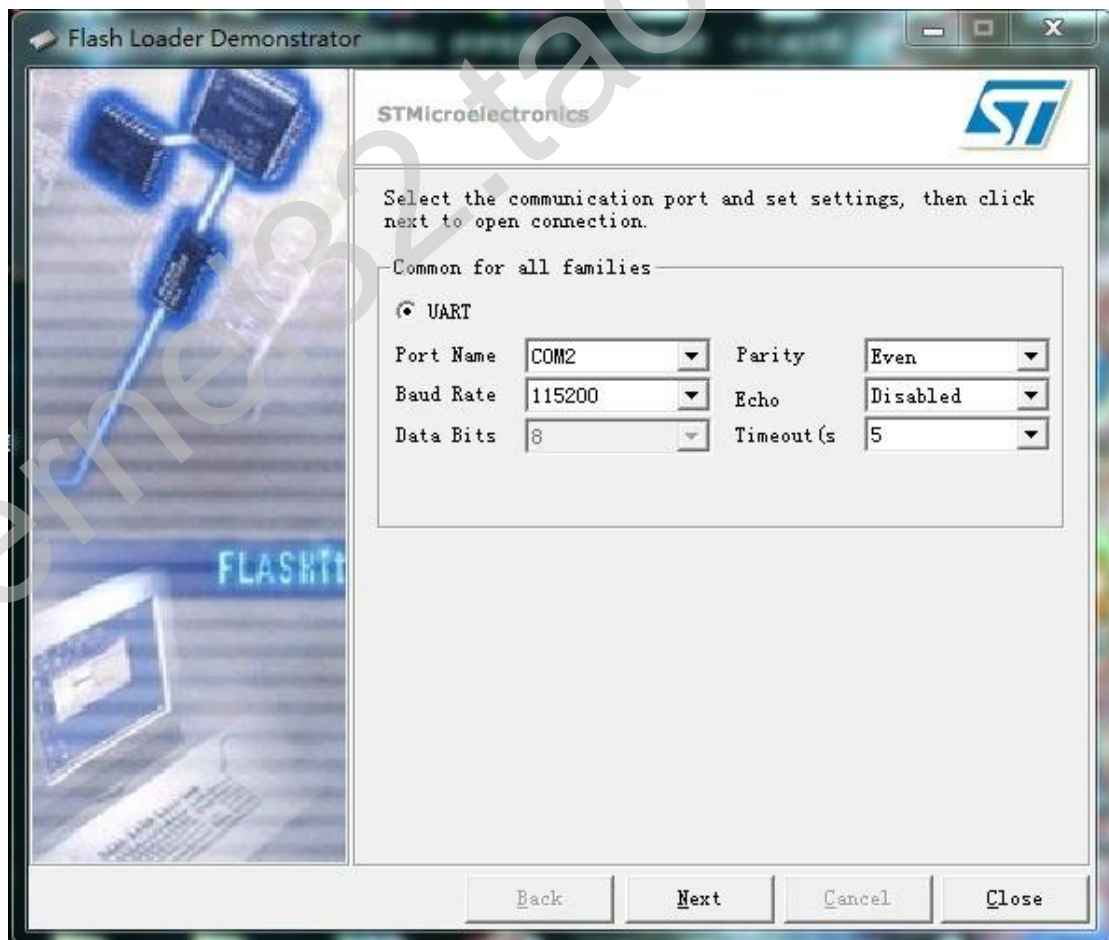 Flash Loader Demonstrator
STMicroelectronics
ST
Select the communication port and set settings, then click
next to open connection.
Common for all families
UART
Port Name COM2 Parity Even
Baud Rate 115200 Echo Disabled
Data Bits 8 Timeout(s 5
FLASHit
Back Next Cancel Close